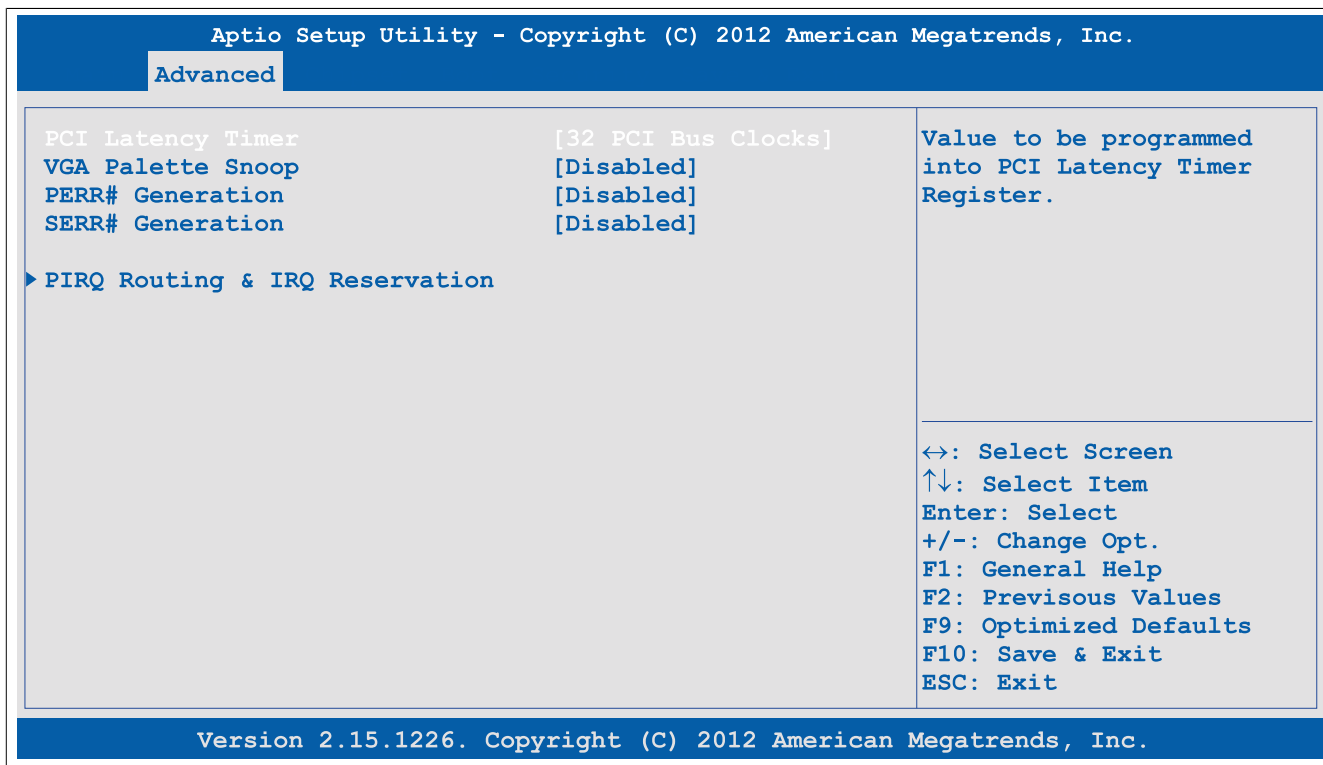 Aptio Setup Utility - Copyright (C) 2012 American Megatrends, Inc.
Advanced
PCI Latency Timer [32 PCI Bus Clocks]
VGA Palette Snoop [Disabled]
PERR# Generation [Disabled]
SERR# Generation [Disabled]
PIRQ Routing & IRQ Reservation
Value to be programmed
into PCI Latency Timer
Register.
↔: Select Screen
↑↓: Select Item
Enter: Select
+/-: Change Opt.
F1: General Help
F2: Previsous Values
F9: Optimized Defaults
F10: Save & Exit
ESC: Exit
Version 2.15.1226. Copyright (C) 2012 American Megatrends, Inc.